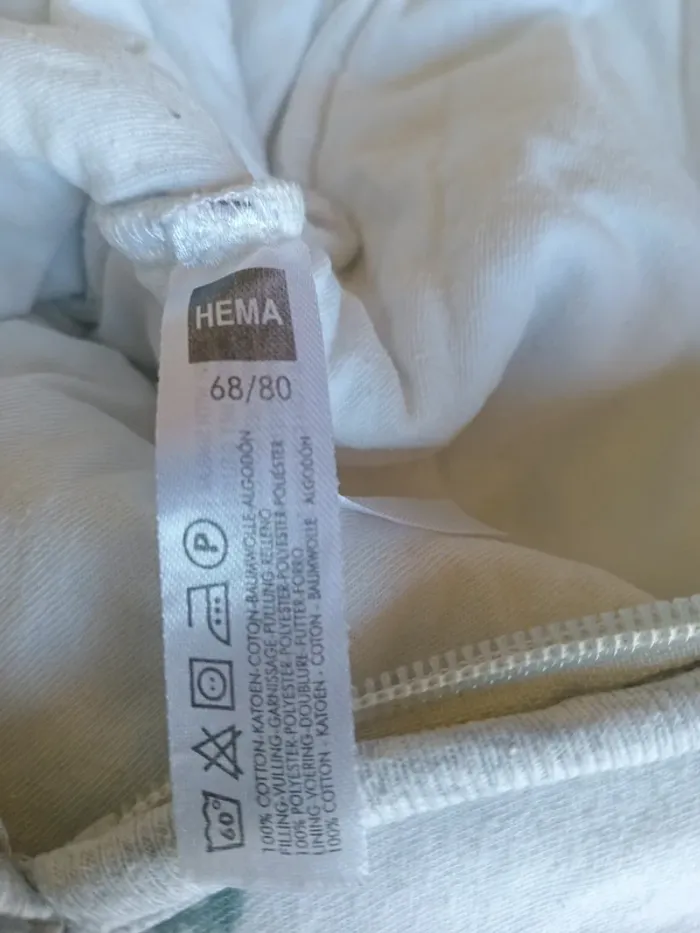 HEMA
68/80
60°
P
100% COTTON-KATOEN-COTON-BAUMWOLLE-ALGODÓN
FILLING-VULLING-GARNISSAGE-FÜLLUNG-RELLENO
100% POLYESTER-POLYESTER-POLYESTER-POLYESTER-POLIÉSTER
LINING-VOERING-DOUBLURE-FUTTER-FORRO
100% COTTON - KATOEN - COTON - BAUMWOLLE ALGODÓN